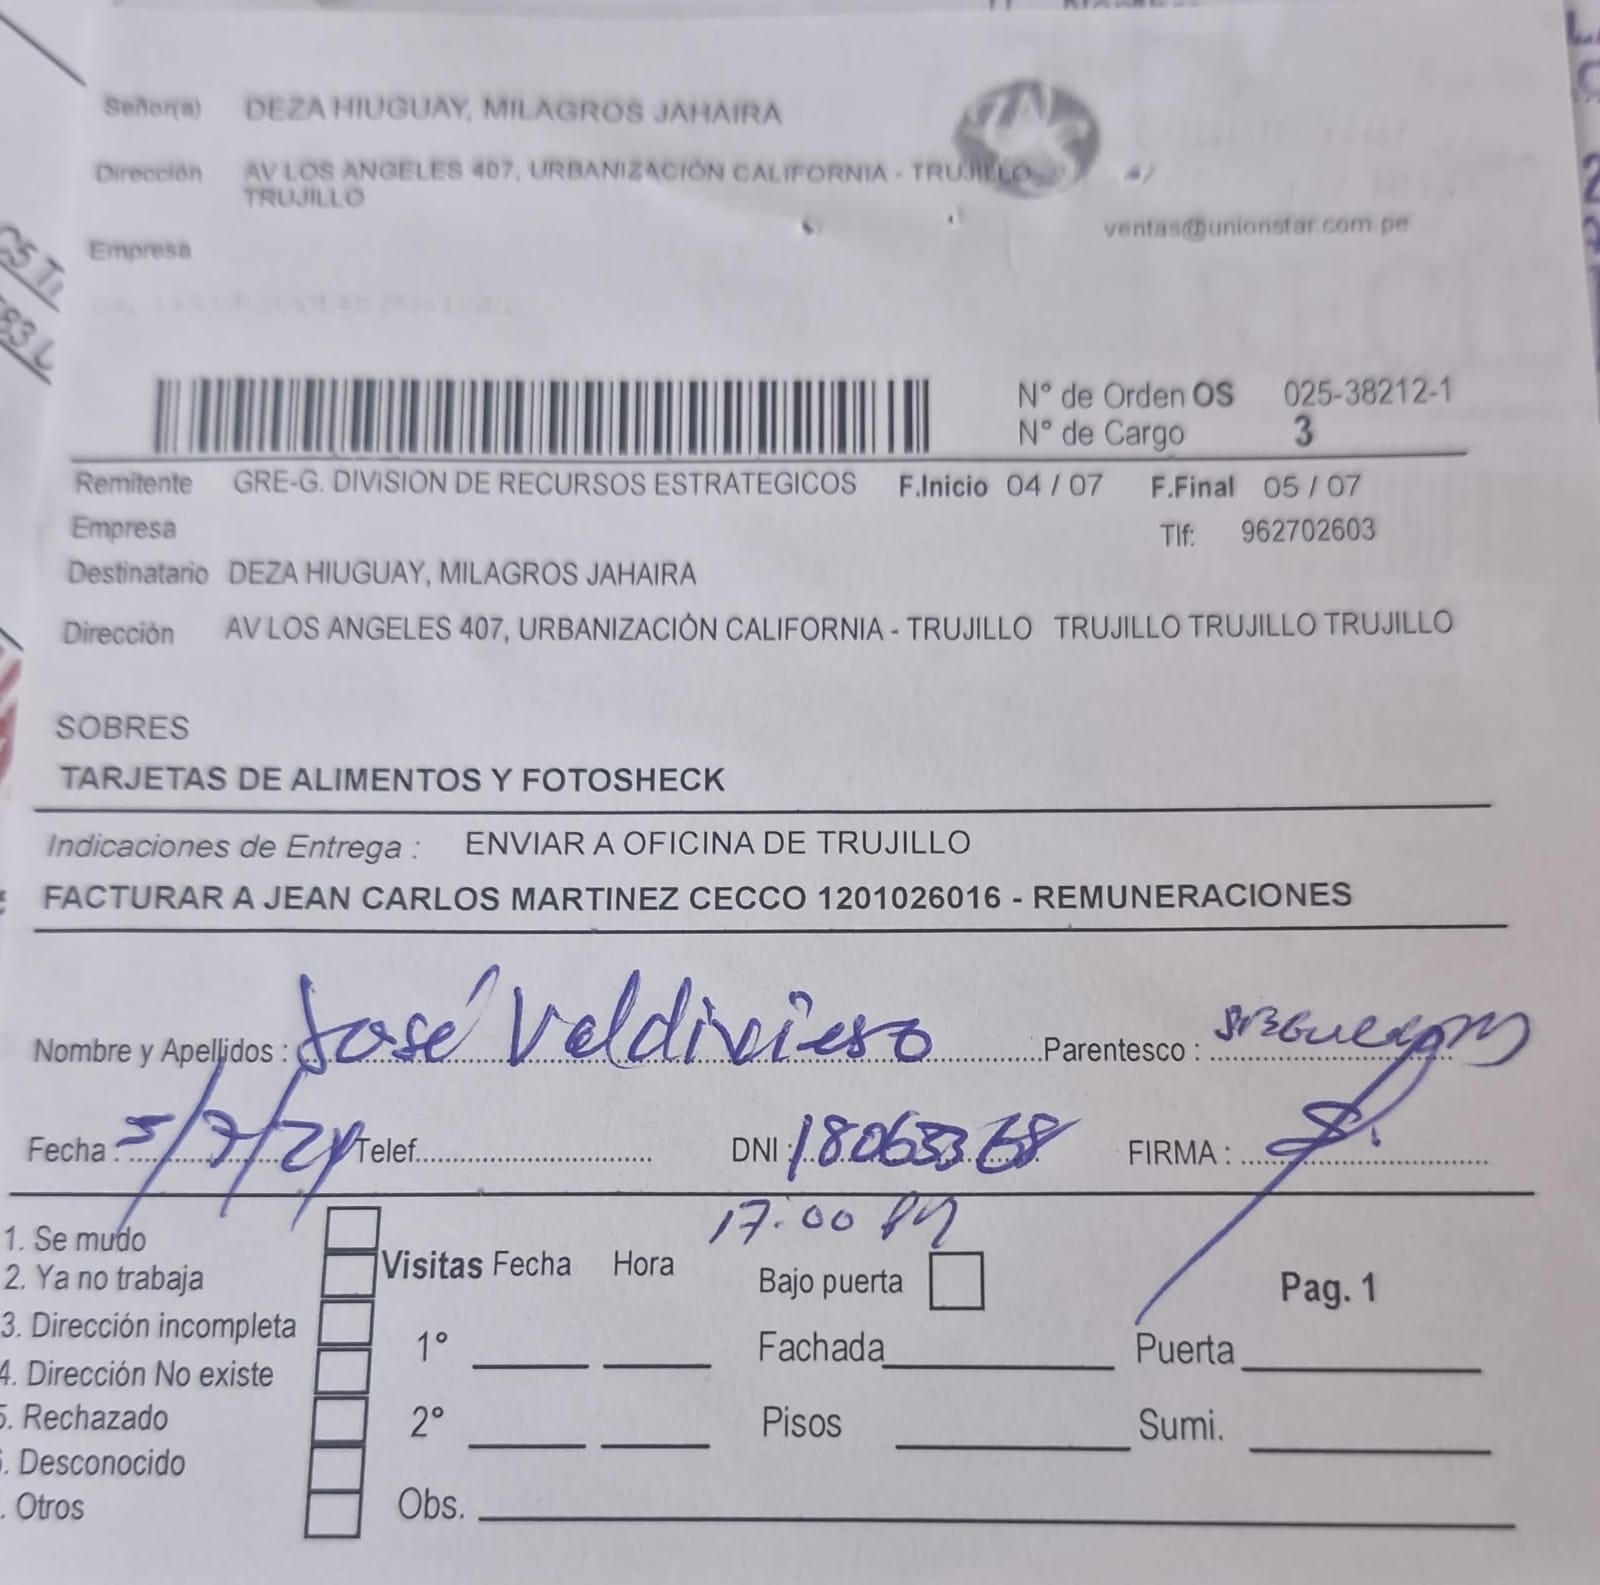 Señor(a) DEZA HIUGUAY, MILAGROS JAHAIRA
Dirección AV LOS ANGELES 407, URBANIZACIÓN CALIFORNIA - TRUJILLO
TRUJILLO
ventas@unionstar.com.pe
Empresa
N° de Orden OS 025-38212-1
N° de Cargo 3
Remitente GRE-G. DIVISION DE RECURSOS ESTRATEGICOS F.Inicio 04 / 07 F.Final 05 / 07
Empresa Tlf: 962702603
Destinatario DEZA HIUGUAY, MILAGROS JAHAIRA
Dirección AV LOS ANGELES 407, URBANIZACIÓN CALIFORNIA - TRUJILLO TRUJILLO TRUJILLO TRUJILLO
SOBRES
TARJETAS DE ALIMENTOS Y FOTOSHECK
Indicaciones de Entrega : ENVIAR A OFICINA DE TRUJILLO
FACTURAR A JEAN CARLOS MARTINEZ CECCO 1201026016 - REMUNERACIONES
Nombre y Apellidos : José Valdivieso Parentesco :
Fecha : 5/7/24 Telef. DNI : FIRMA :
17:00 PM
1. Se mudo
Visitas Fecha Hora Bajo puerta Pag. 1
2. Ya no trabaja
3. Dirección incompleta
1° Fachada Puerta
4. Dirección No existe
5. Rechazado 2° Pisos Sumi.
. Desconocido
. Otros Obs.